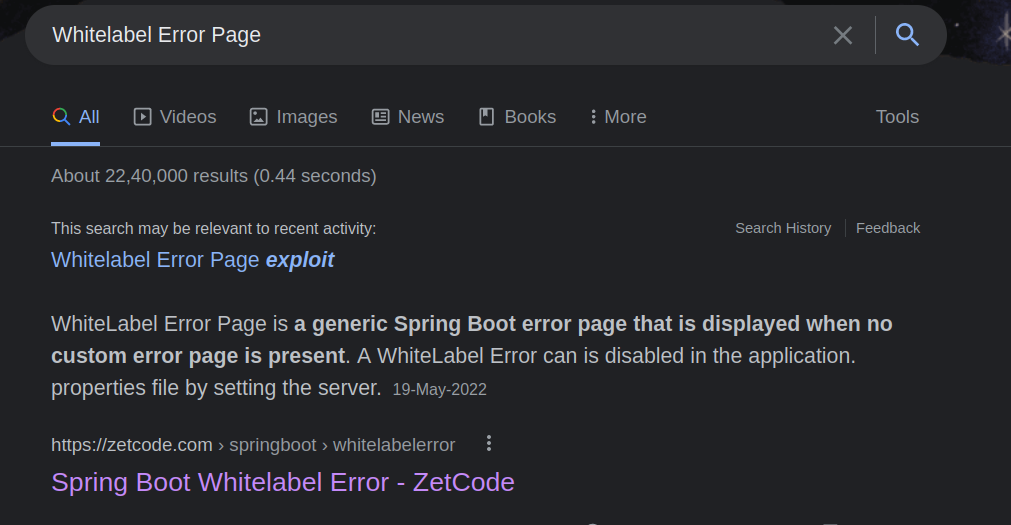 Whitelabel Error Page
All Videos Images News Books More Tools
About 22,40,000 results (0.44 seconds)
This search may be relevant to recent activity: Search History Feedback
Whitelabel Error Page exploit
WhiteLabel Error Page is a generic Spring Boot error page that is displayed when no
custom error page is present. A WhiteLabel Error can is disabled in the application.
properties file by setting the server. 19-May-2022
https://zetcode.com › springboot › whitelabelerror
Spring Boot Whitelabel Error - ZetCode